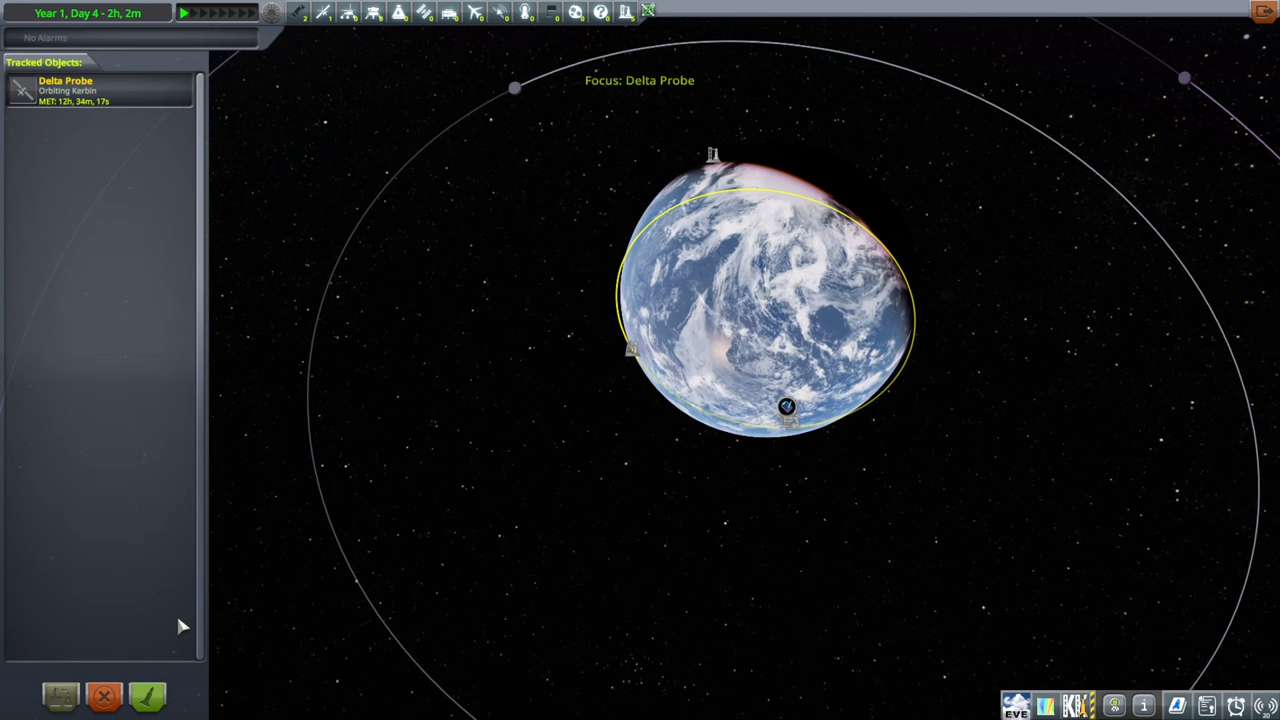 Year 1, Day 4 - 2h, 2m
No Alarms
Tracked Objects:
Delta Probe
Orbiting Kerbin
MET: 12h, 34m, 17s
Focus: Delta Probe
EVE